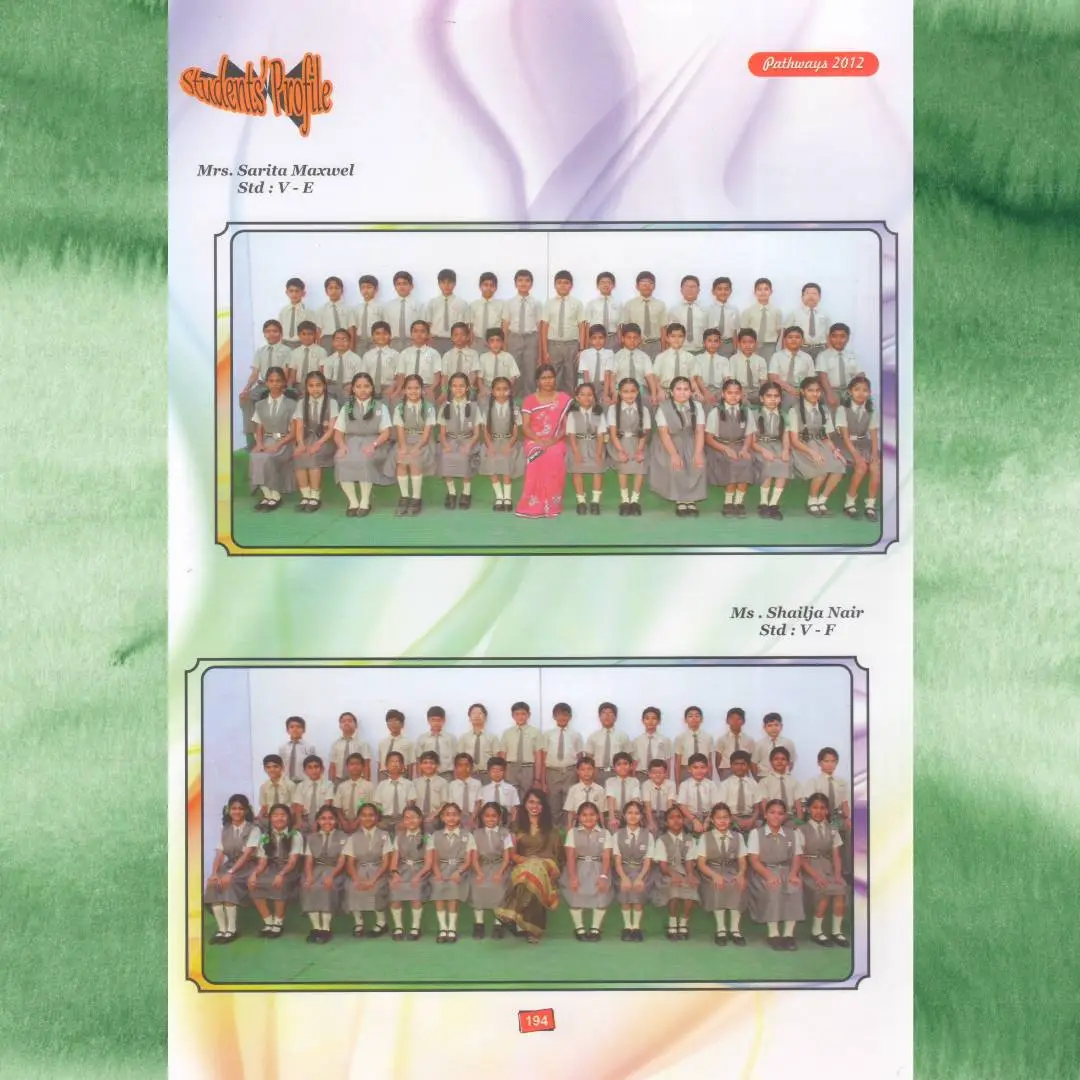 Students' Profile
Pathways 2012
Mrs. Sarita Maxwel
Std : V - E
Ms . Shailja Nair
Std : V - F
194